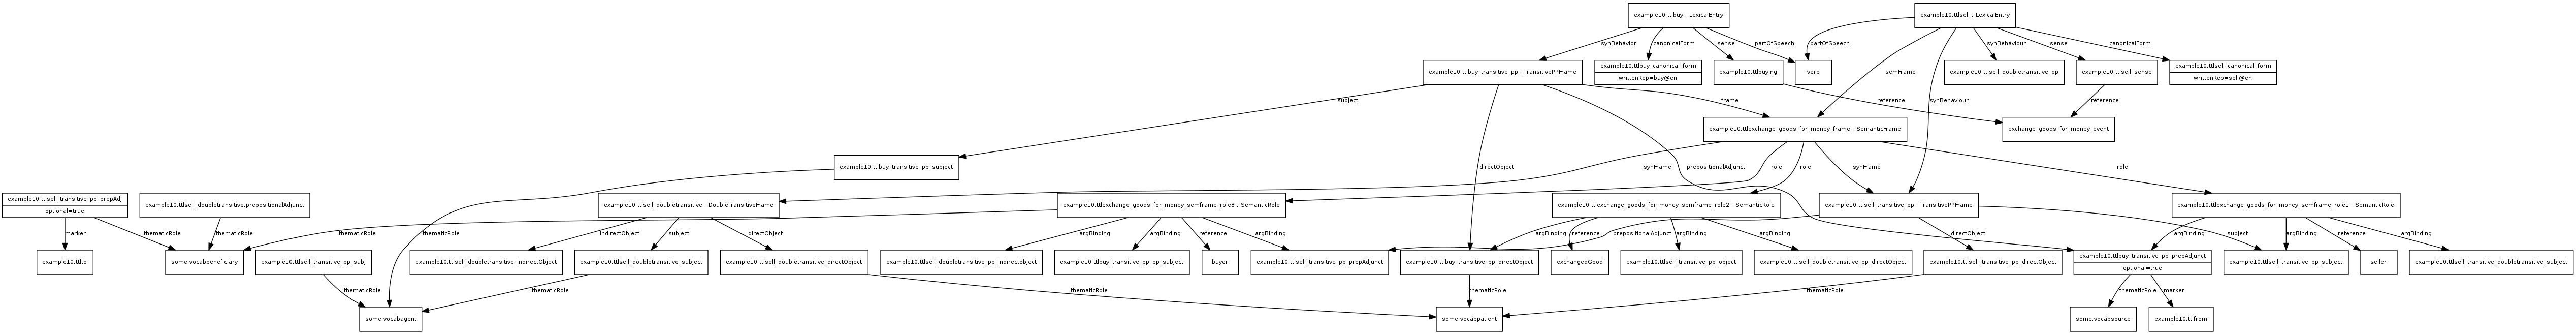 example10.ttlbuy : LexicalEntry
example10.ttlsell : LexicalEntry
synBehavior
canonicalForm
sense
partOfSpeech
partOfSpeech
semFrame
synBehaviour
synBehaviour
sense
canonicalForm
example10.ttlbuy_transitive_pp : TransitivePPFrame
example10.ttlbuy_canonical_form
writtenRep=buy@en
example10.ttlbuying
verb
example10.ttlsell_doubletransitive_pp
example10.ttlsell_sense
example10.ttlsell_canonical_form
writtenRep=sell@en
subject
directObject
prepositionalAdjunct
frame
reference
reference
example10.ttlexchange_goods_for_money_frame : SemanticFrame
exchange_goods_for_money_event
synFrame
role
role
synFrame
role
example10.ttlbuy_transitive_pp_subject
example10.ttlsell_transitive_pp_prepAdj
optional=true
example10.ttlsell_doubletransitive:prepositionalAdjunct
example10.ttlsell_doubletransitive : DoubleTransitiveFrame
example10.ttlexchange_goods_for_money_semframe_role3 : SemanticRole
example10.ttlexchange_goods_for_money_semframe_role2 : SemanticRole
example10.ttlsell_transitive_pp : TransitivePPFrame
example10.ttlexchange_goods_for_money_semframe_role1 : SemanticRole
marker
thematicRole
thematicRole
thematicRole
thematicRole
indirectObject
subject
directObject
argBinding
argBinding
reference
argBinding
argBinding
reference
argBinding
argBinding
prepositionalAdjunct
directObject
subject
argBinding
argBinding
reference
argBinding
example10.ttlto
some.vocabbeneficiary
example10.ttlsell_transitive_pp_subj
example10.ttlsell_doubletransitive_indirectObject
example10.ttlsell_doubletransitive_subject
example10.ttlsell_doubletransitive_directObject
example10.ttlsell_doubletransitive_pp_indirectobject
example10.ttlbuy_transitive_pp_pp_subject
buyer
example10.ttlsell_transitive_pp_prepAdjunct
example10.ttlbuy_transitive_pp_directObject
exchangedGood
example10.ttlsell_transitive_pp_object
example10.ttlsell_doubletransitive_pp_directObject
example10.ttlsell_transitive_pp_directObject
example10.ttlbuy_transitive_pp_prepAdjunct
optional=true
example10.ttlsell_transitive_pp_subject
seller
example10.ttlsell_transitive_doubletransitive_subject
thematicRole
thematicRole
thematicRole
thematicRole
thematicRole
thematicRole
marker
some.vocabagent
some.vocabpatient
some.vocabsource
example10.ttlfrom